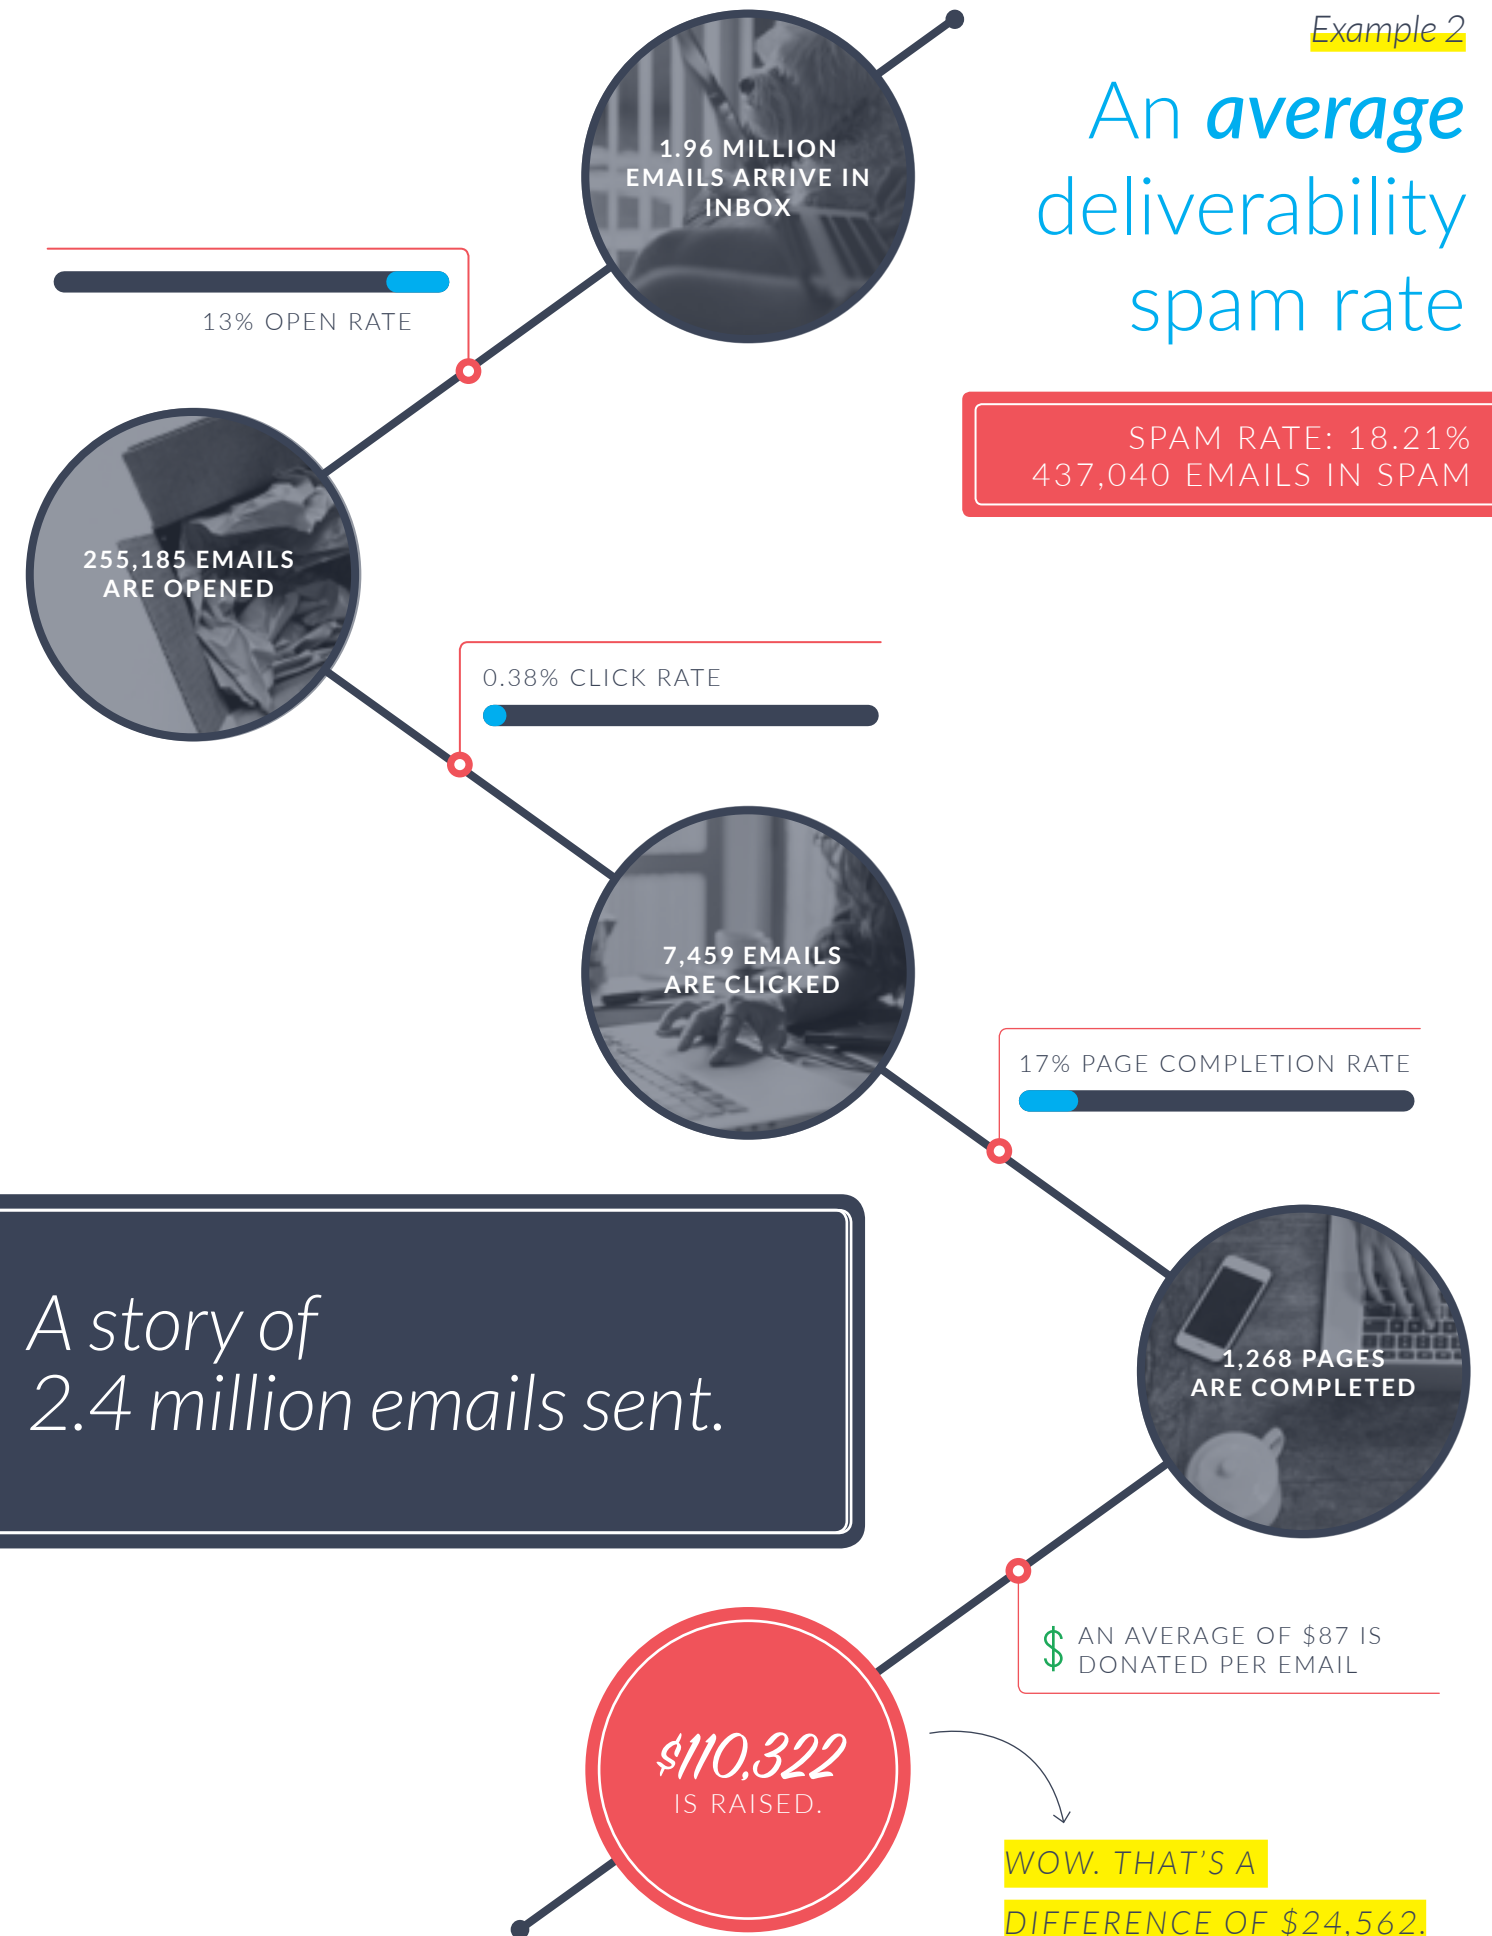 Example 2
An average
deliverability
spam rate
1.96 MILLION
EMAILS ARRIVE IN
INBOX
13% OPEN RATE
SPAM RATE: 18.21%
437,040 EMAILS IN SPAM
255,185 EMAILS
ARE OPENED
0.38% CLICK RATE
7,459 EMAILS
ARE CLICKED
17% PAGE COMPLETION RATE
A story of
2.4 million emails sent.
1,268 PAGES
ARE COMPLETED
$ AN AVERAGE OF $87 IS
DONATED PER EMAIL
$110,322
IS RAISED.
WOW. THAT'S A
DIFFERENCE OF $24,562.